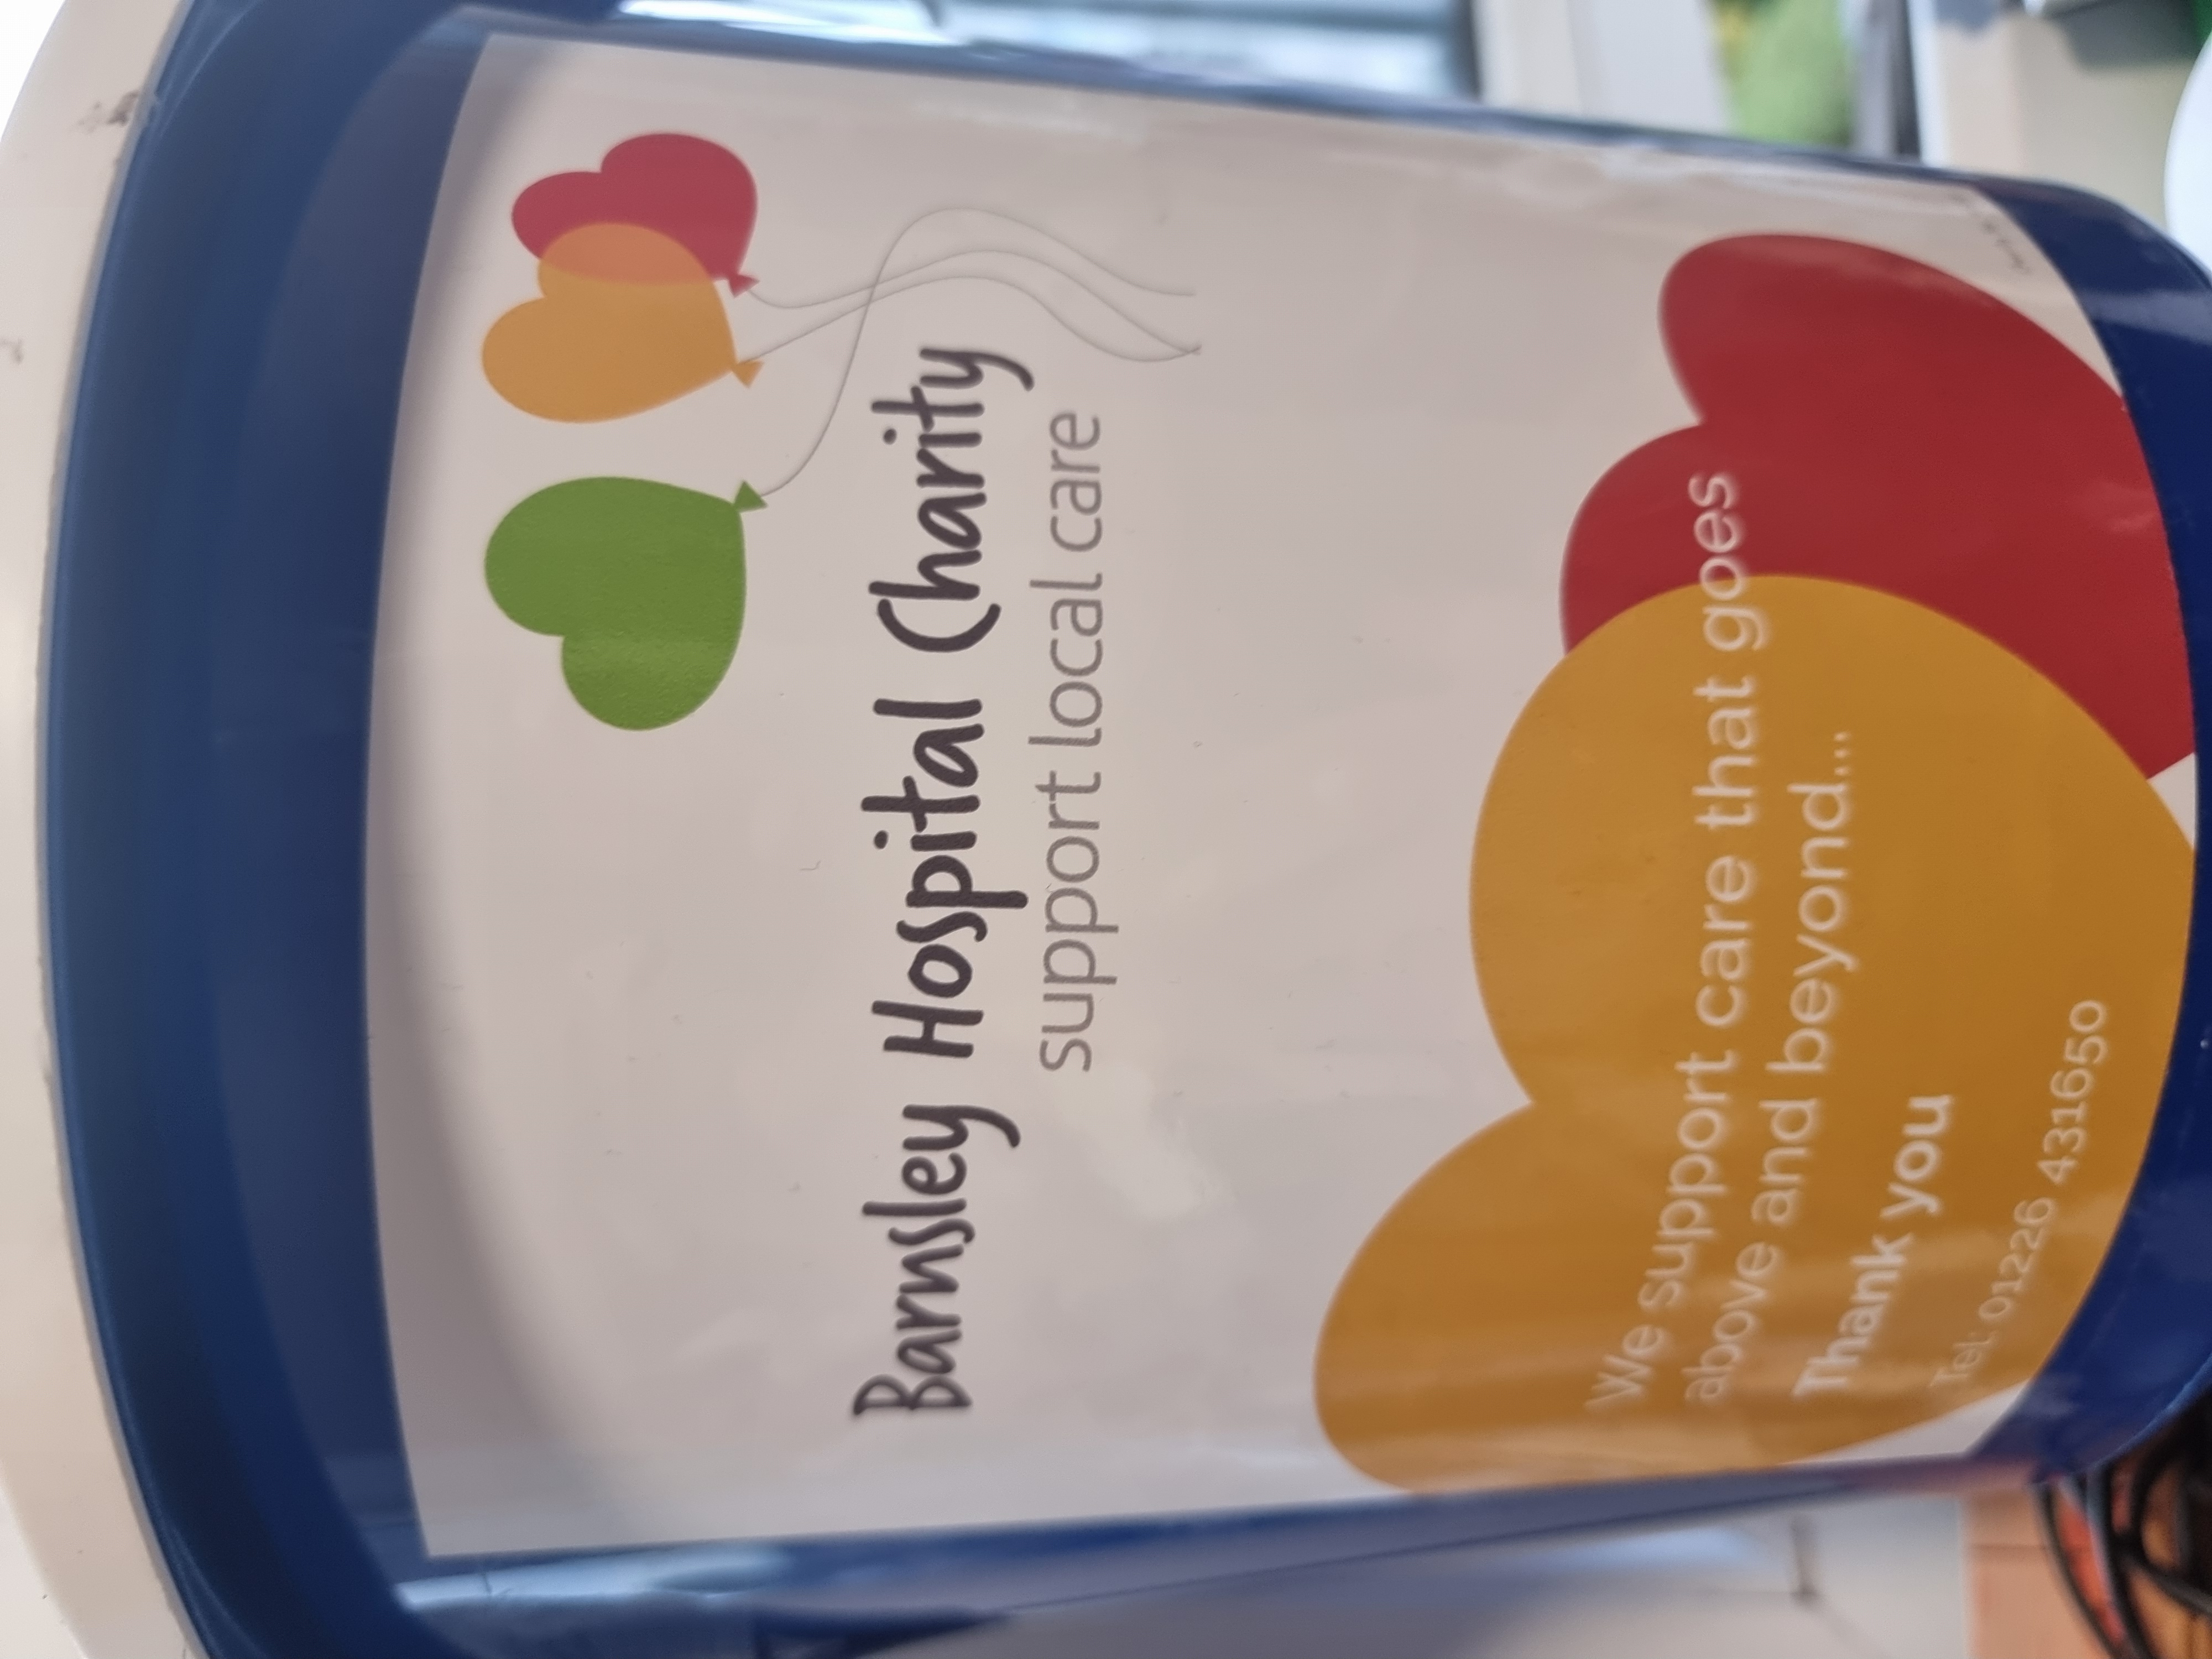 Barnsley Hospital Charity
support local care
We support care that goes
above and beyond...
Thank you
Tel: 01226 431650